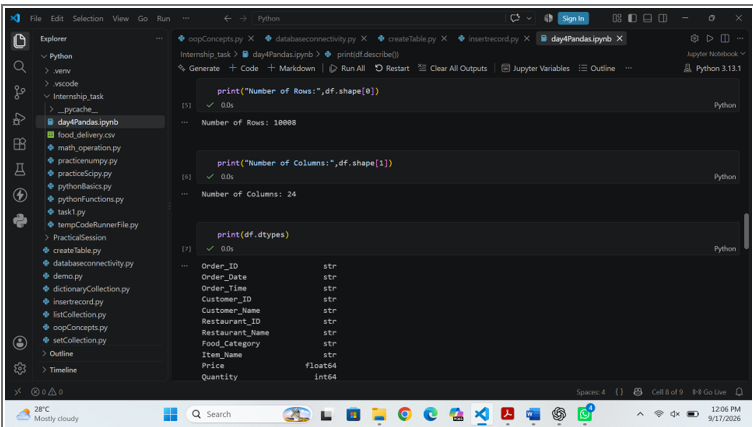 File Edit Selection View Go Run ... Python Sign In
Explorer ...
oopConcepts.py databaseconnectivity.py createTable.py insertrecord.py day4Pandas.ipynb
Python
.venv
.vscode
Internship_task
__pycache__
day4Pandas.ipynb
food_delivery.csv
math_operation.py
practicenumpy.py
practiceScipy.py
pythonBasics.py
pythonFunctions.py
task1.py
tempCodeRunnerFile.py
PracticalSession
createTable.py
databaseconnectivity.py
demo.py
dictionaryCollection.py
insertrecord.py
listCollection.py
oopConcepts.py
setCollection.py
Outline
Timeline
Internship_task > day4Pandas.ipynb > print(df.describe())
Generate + Code + Markdown Run All Restart Clear All Outputs Jupyter Variables Outline ... Python 3.13.1
print("Number of Rows:",df.shape[0])
[5] 0.0s Python
... Number of Rows: 10008
print("Number of Columns:",df.shape[1])
[6] 0.0s Python
... Number of Columns: 24
print(df.dtypes)
[7] 0.0s Python
... Order_ID str
Order_Date str
Order_Time str
Customer_ID str
Customer_Name str
Restaurant_ID str
Restaurant_Name str
Food_Category str
Item_Name str
Price float64
Quantity int64
0 0 Spaces: 4 {} Cell 8 of 9 Go Live
28°C
Mostly cloudy
Search
4
12:06 PM
9/17/2026